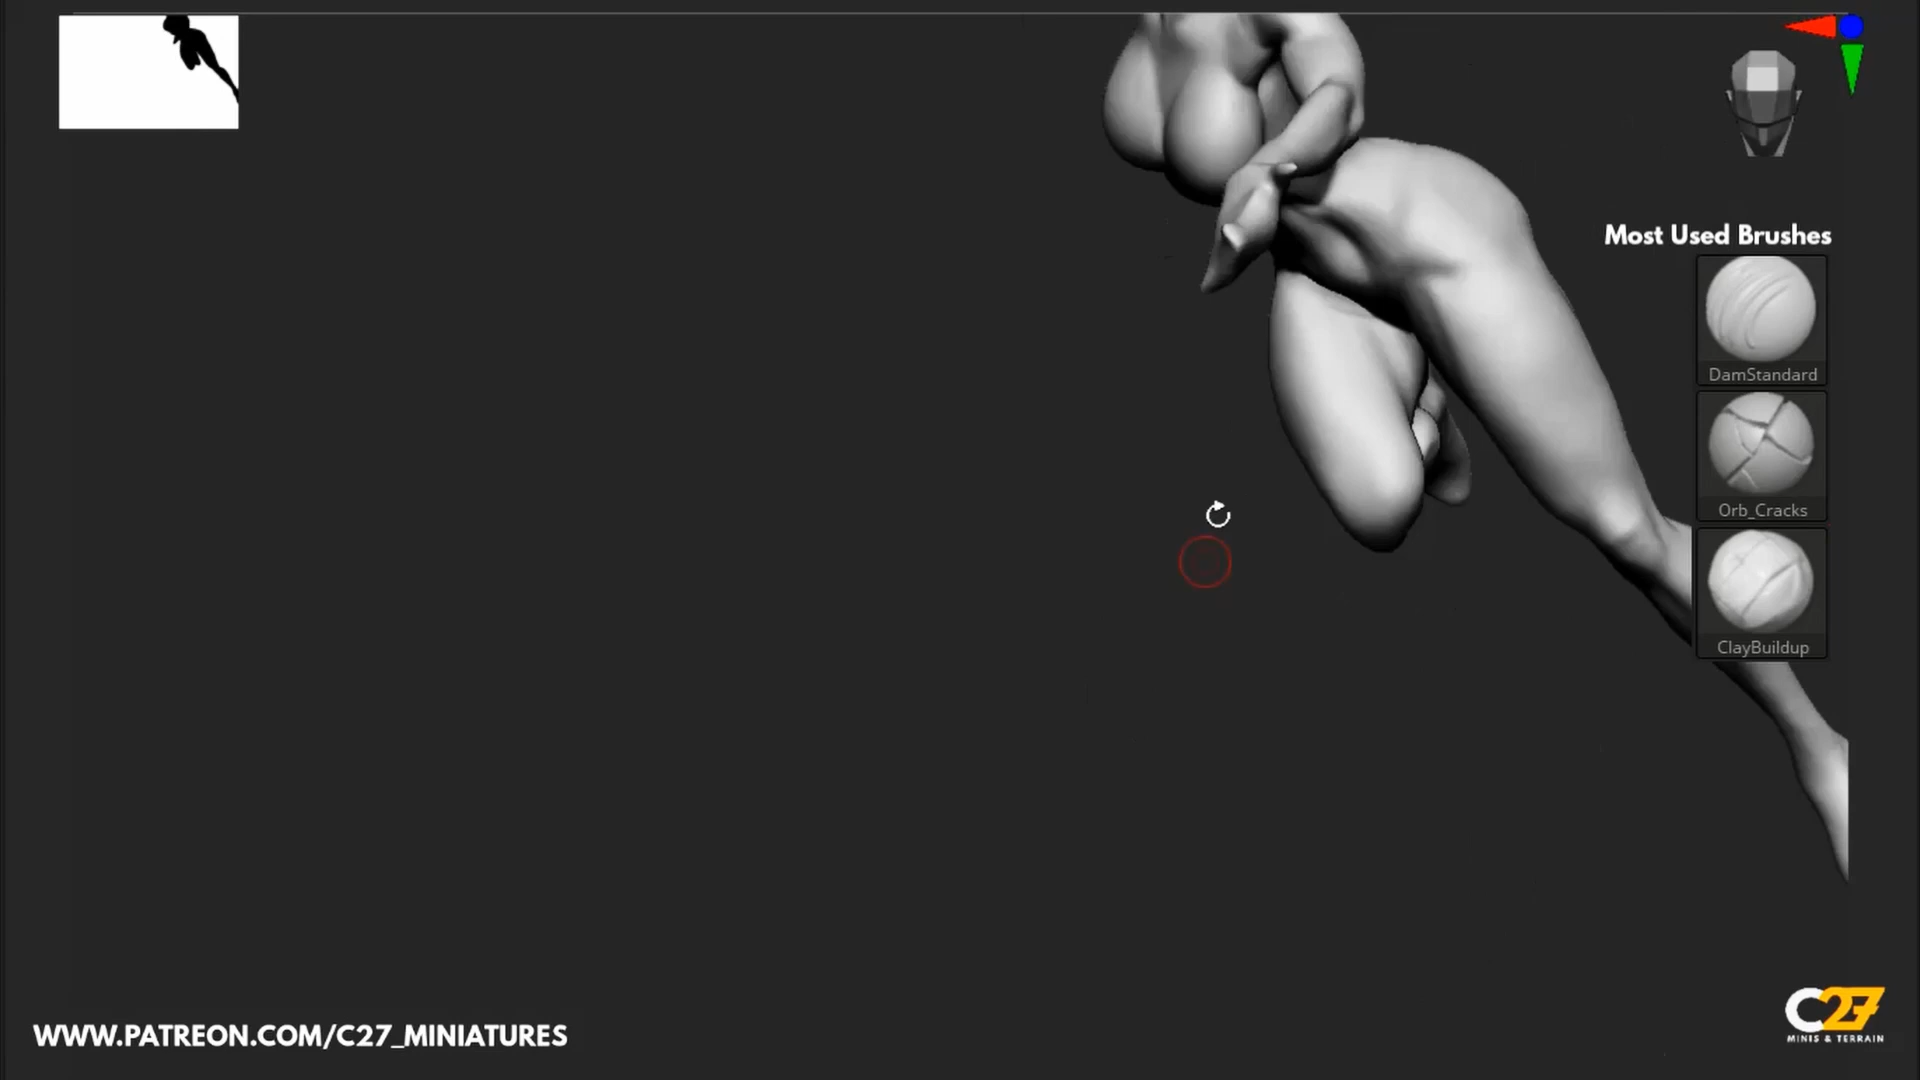 Most Used Brushes
DamStandard
Orb_Cracks
ClayBuildup
WWW.PATREON.COM/C27_MINIATURES
C27
MINIS & TERRAIN